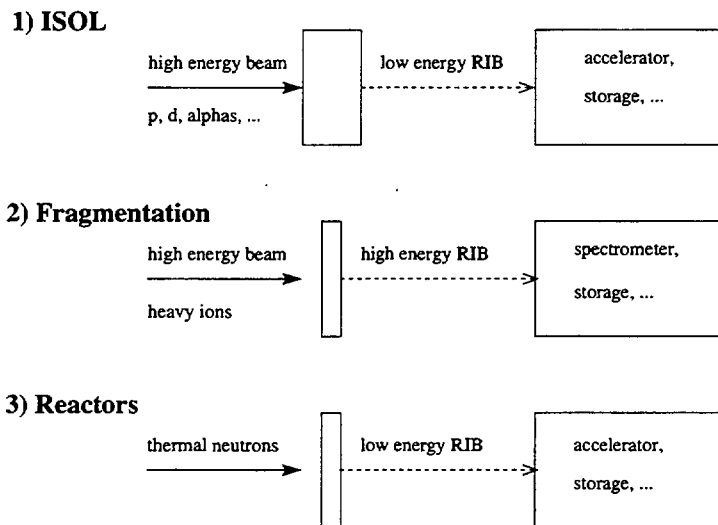 1) ISOL
high energy beam
low energy RIB
accelerator,
p, d, alphas, ...
storage, ...
2) Fragmentation
high energy beam
high energy RIB
spectrometer,
heavy ions
storage, ...
3) Reactors
thermal neutrons
low energy RIB
accelerator,
storage, ...